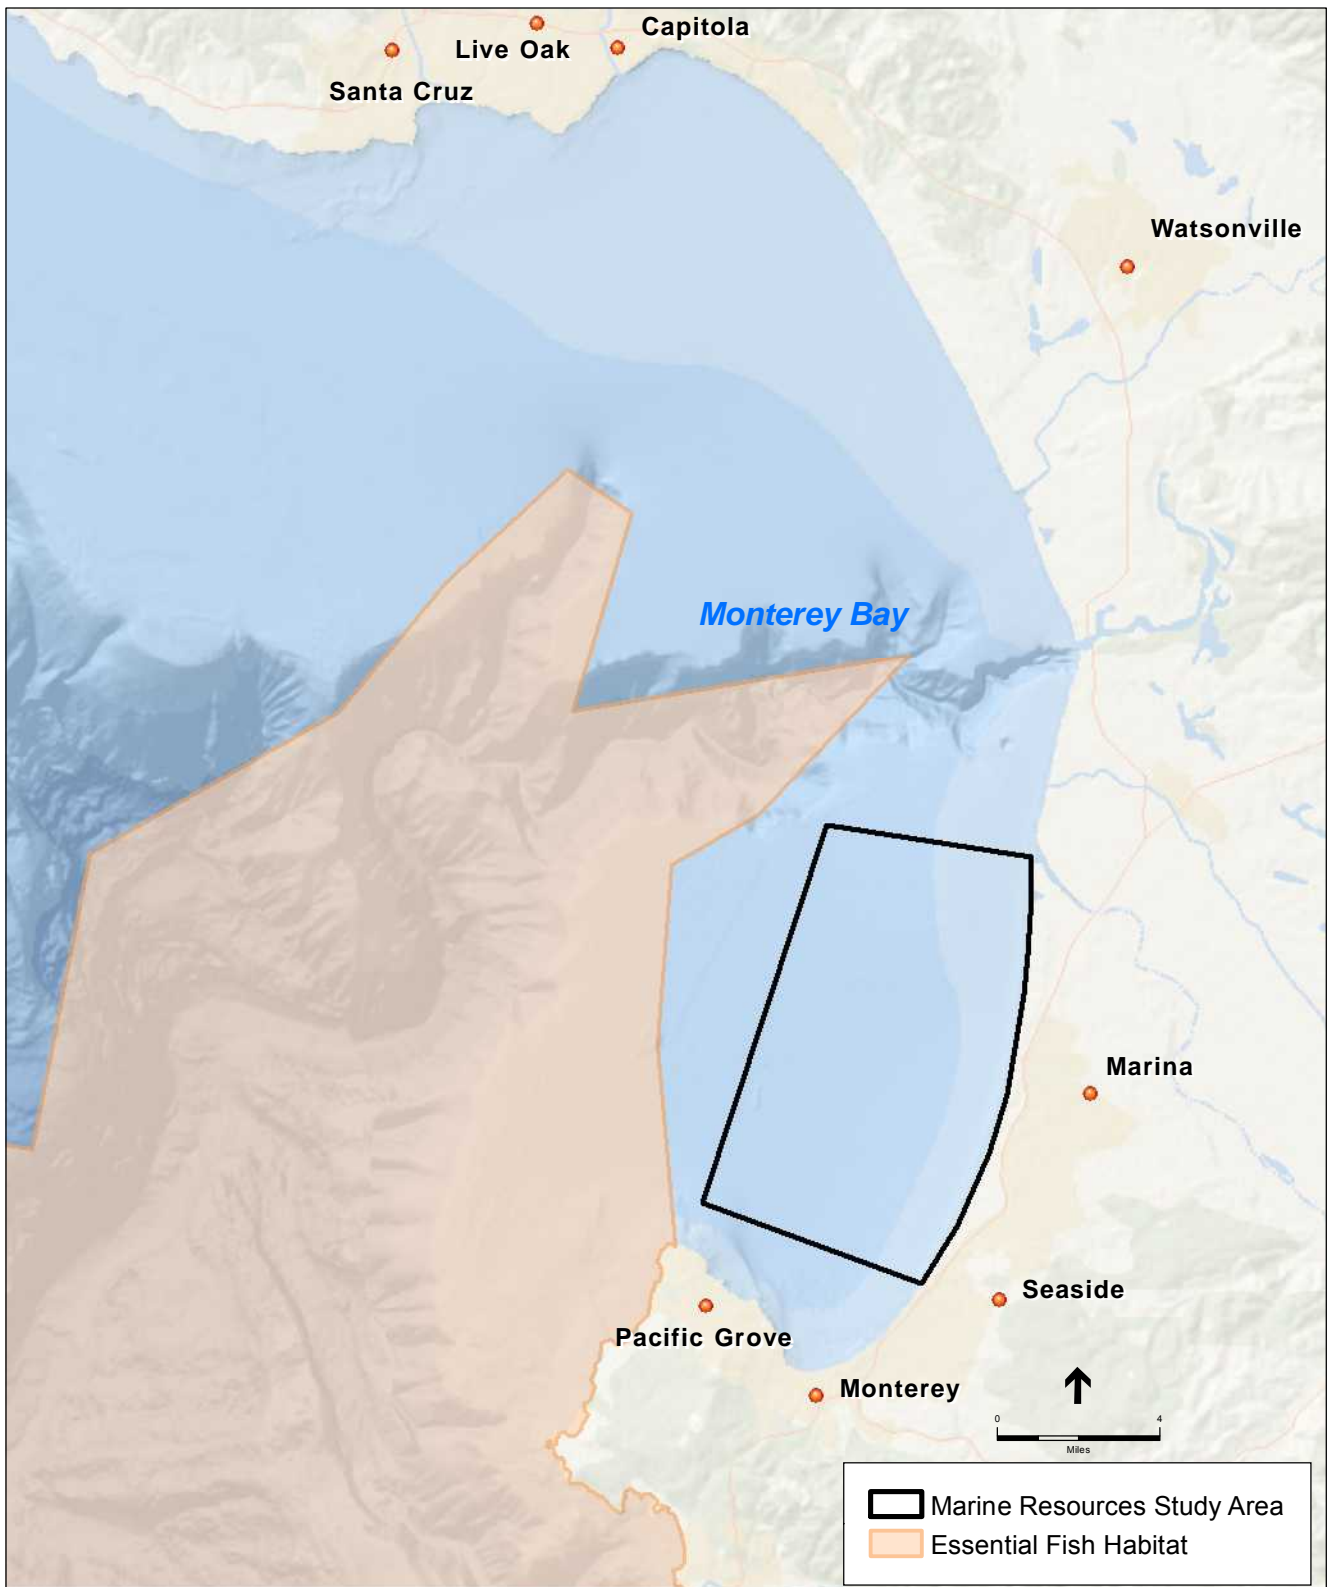 Capitola
Live Oak
Santa Cruz
Watsonville
Monterey Bay
Marina
Seaside
Pacific Grove
Monterey
0 4
Miles
Marine Resources Study Area
Essential Fish Habitat